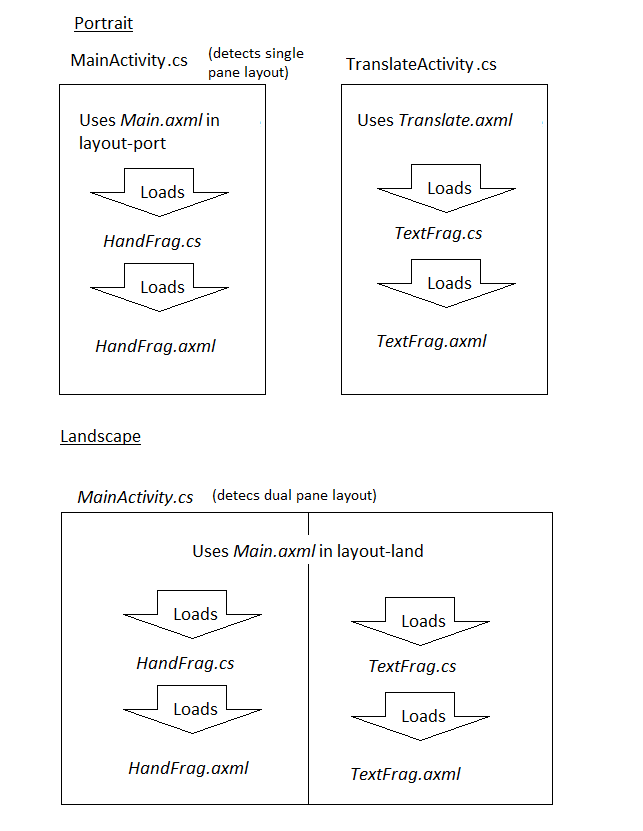 Portrait
MainActivity.cs
(detects single
pane layout)
Uses Main.axml in
layout-port
Loads
HandFrag.cs
Loads
HandFrag.axml
TranslateActivity.cs
Uses Translate.axml
Loads
TextFrag.cs
Loads
TextFrag.axml
Landscape
MainActivity.cs
(detecs dual pane layout)
Uses Main.axml in layout-land
Loads
HandFrag.cs
Loads
HandFrag.axml
Loads
TextFrag.cs
Loads
TextFrag.axml